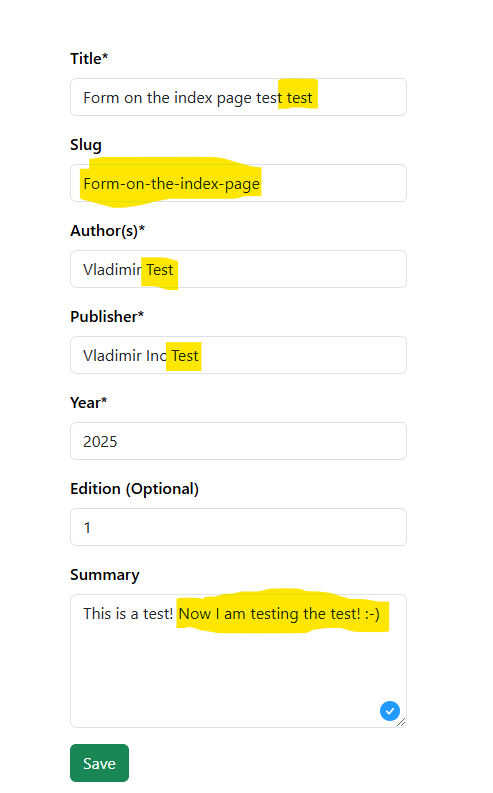 Title*
Form on the index page test test
Slug
Form-on-the-index-page
Author(s)*
Vladimir Test
Publisher*
Vladimir Inc Test
Year*
2025
Edition (Optional)
1
Summary
This is a test! Now I am testing the test! :-)
Save